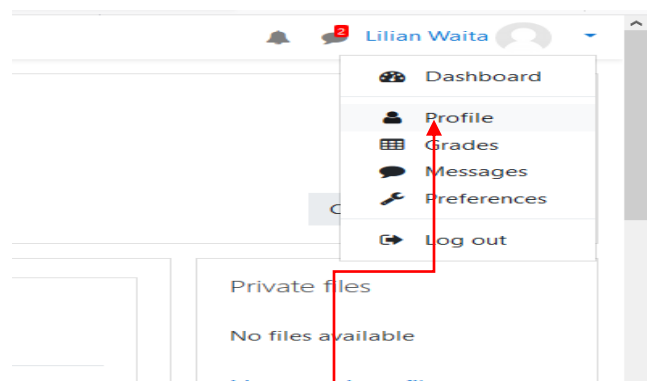 2 Lilian Waita
Dashboard
Profile
Grades
Messages
Preferences
Log out
Private files
No files available